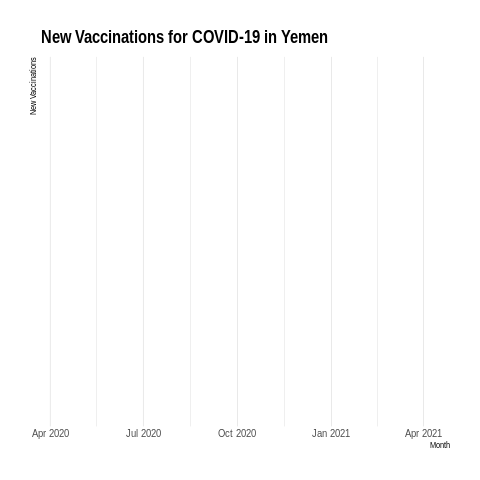 New Vaccinations for COVID-19 in Yemen
New Vaccinations
Apr 2020 Jul 2020 Oct 2020 Jan 2021 Apr 2021
Month